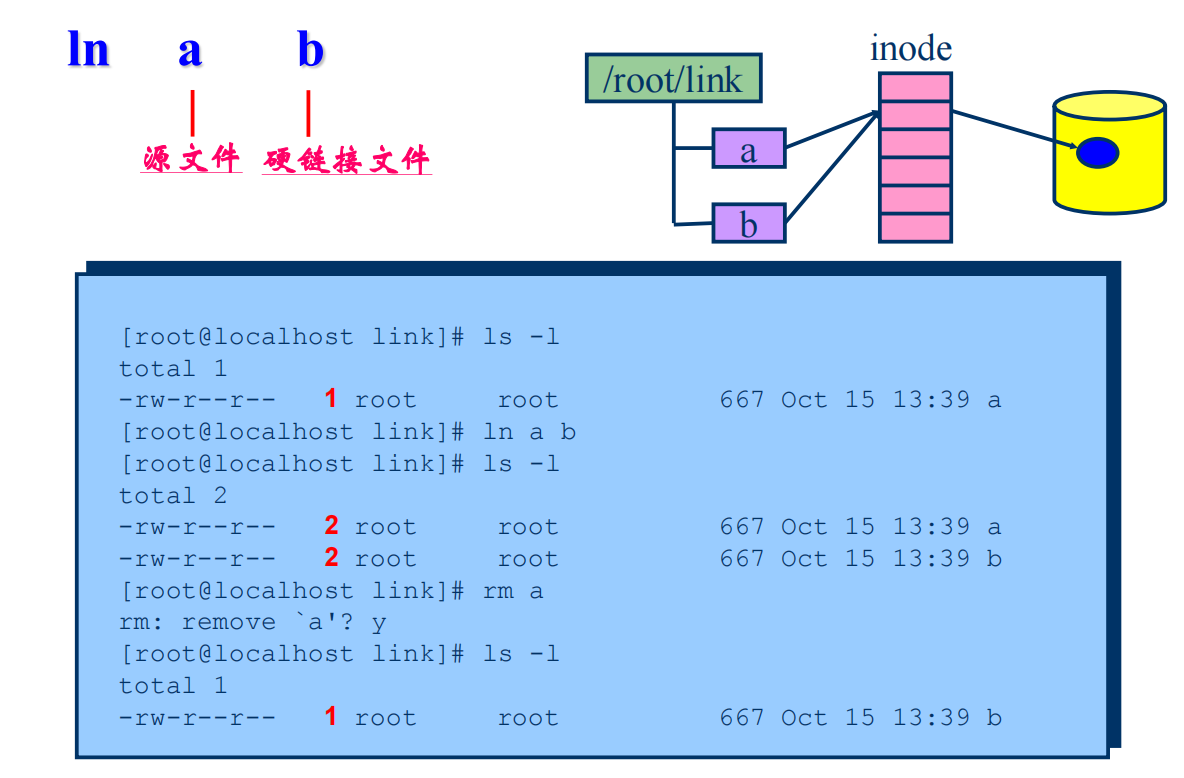 ln a b
源文件 硬链接文件
inode
/root/link
a
b
[root@localhost link]# ls -l
total 1
-rw-r--r-- 1 root root 667 Oct 15 13:39 a
[root@localhost link]# ln a b
[root@localhost link]# ls -l
total 2
-rw-r--r-- 2 root root 667 Oct 15 13:39 a
-rw-r--r-- 2 root root 667 Oct 15 13:39 b
[root@localhost link]# rm a
rm: remove `a'? y
[root@localhost link]# ls -l
total 1
-rw-r--r-- 1 root root 667 Oct 15 13:39 b